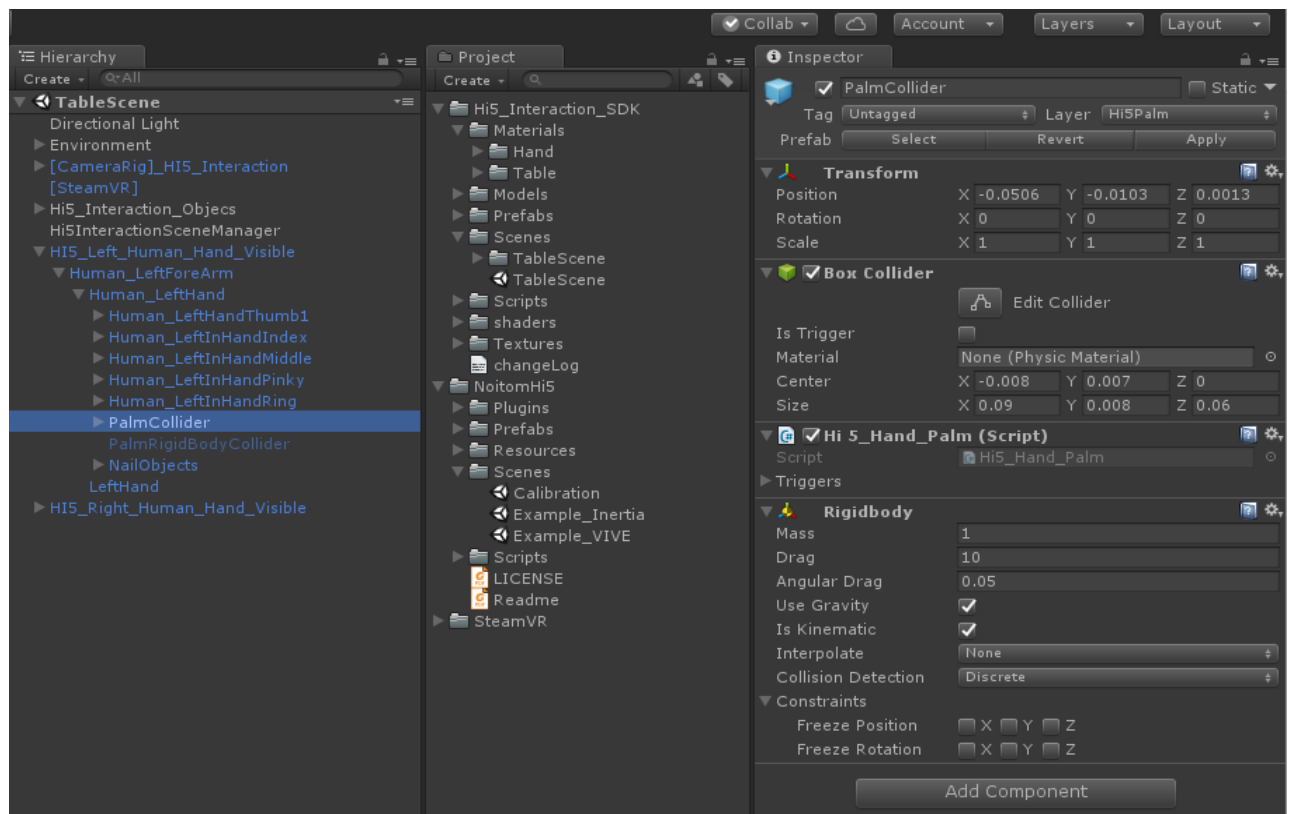 Collab Account Layers Layout
Hierarchy
Create All
TableScene
Directional Light
Environment
[CameraRig]_HI5_Interaction
[SteamVR]
Hi5_Interaction_Objecs
Hi5InteractionSceneManager
HI5_Left_Human_Hand_Visible
Human_LeftForeArm
Human_LeftHand
Human_LeftHandThumb1
Human_LeftInHandIndex
Human_LeftInHandMiddle
Human_LeftInHandPinky
Human_LeftInHandRing
PalmCollider
PalmRigidBodyCollider
NailObjects
LeftHand
HI5_Right_Human_Hand_Visible
Project
Create
Hi5_Interaction_SDK
Materials
Hand
Table
Models
Prefabs
Scenes
TableScene
TableScene
Scripts
shaders
Textures
changeLog
NoitomHi5
Plugins
Prefabs
Resources
Scenes
Calibration
Example_Inertia
Example_VIVE
Scripts
LICENSE
Readme
SteamVR
Inspector
PalmCollider Static
Tag Untagged Layer Hi5Palm
Prefab Select Revert Apply
Transform
Position X -0.0506 Y -0.0103 Z 0.0013
Rotation X 0 Y 0 Z 0
Scale X 1 Y 1 Z 1
Box Collider
Edit Collider
Is Trigger
Material None (Physic Material)
Center X -0.008 Y 0.007 Z 0
Size X 0.09 Y 0.008 Z 0.06
Hi 5_Hand_Palm (Script)
Script Hi5_Hand_Palm
Triggers
Rigidbody
Mass 1
Drag 10
Angular Drag 0.05
Use Gravity
Is Kinematic
Interpolate None
Collision Detection Discrete
Constraints
Freeze Position X Y Z
Freeze Rotation X Y Z
Add Component